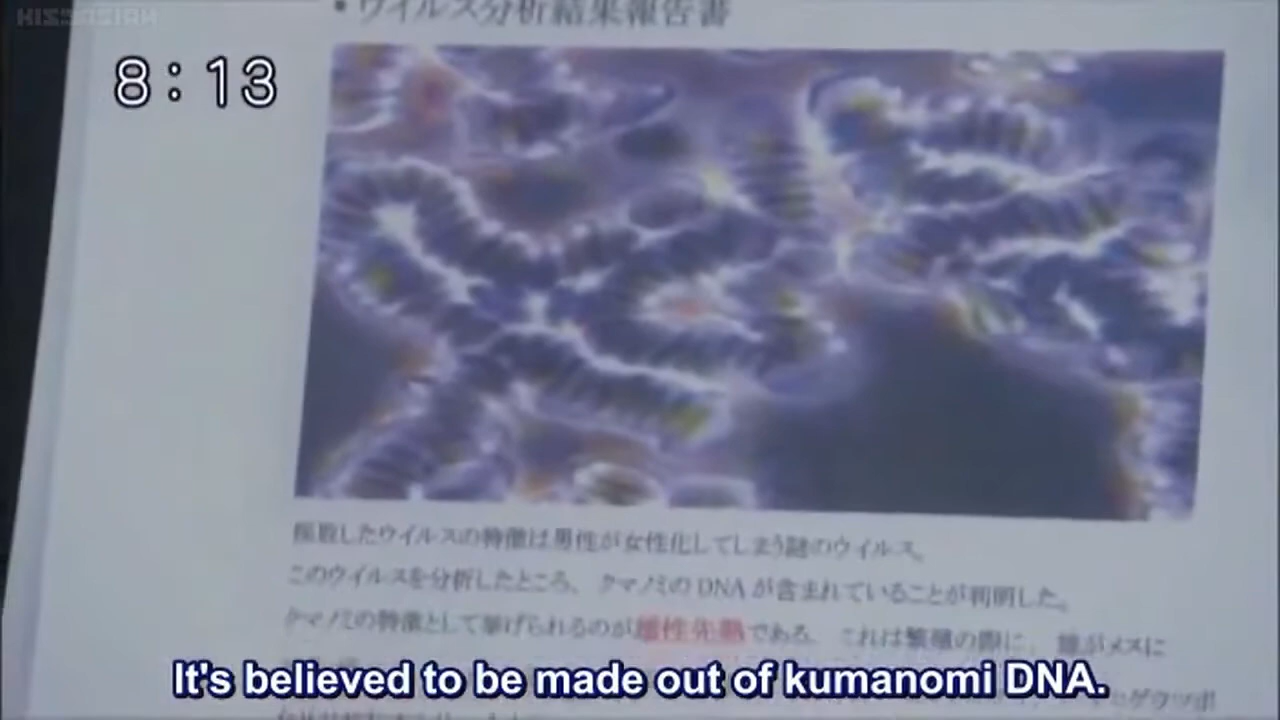 KISSASIAN
・ウイルス分析結果報告書
8:13
採取したウイルスの特徴は男性が女性化してしまう謎のウイルス。
このウイルスを分析したところ、クマノミのDNAが含まれていることが判明した。
クマノミの特徴として挙げられるのが雄性先熟である。これは繁殖の際に、雄がメスに
It's believed to be made out of kumanomi DNA.